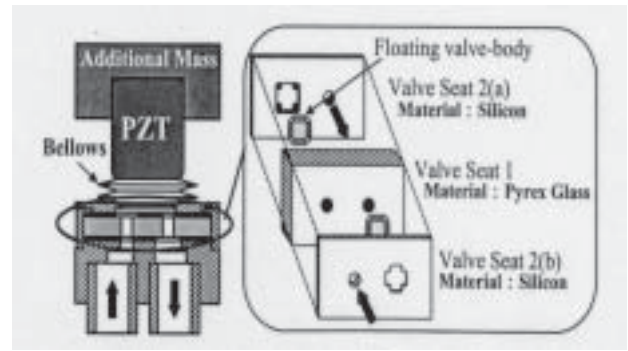 Additional Mass
PZT
Bellows
Floating valve-body
Valve Seat 2(a)
Material : Silicon
Valve Seat 1
Material : Pyrex Glass
Valve Seat 2(b)
Material : Silicon